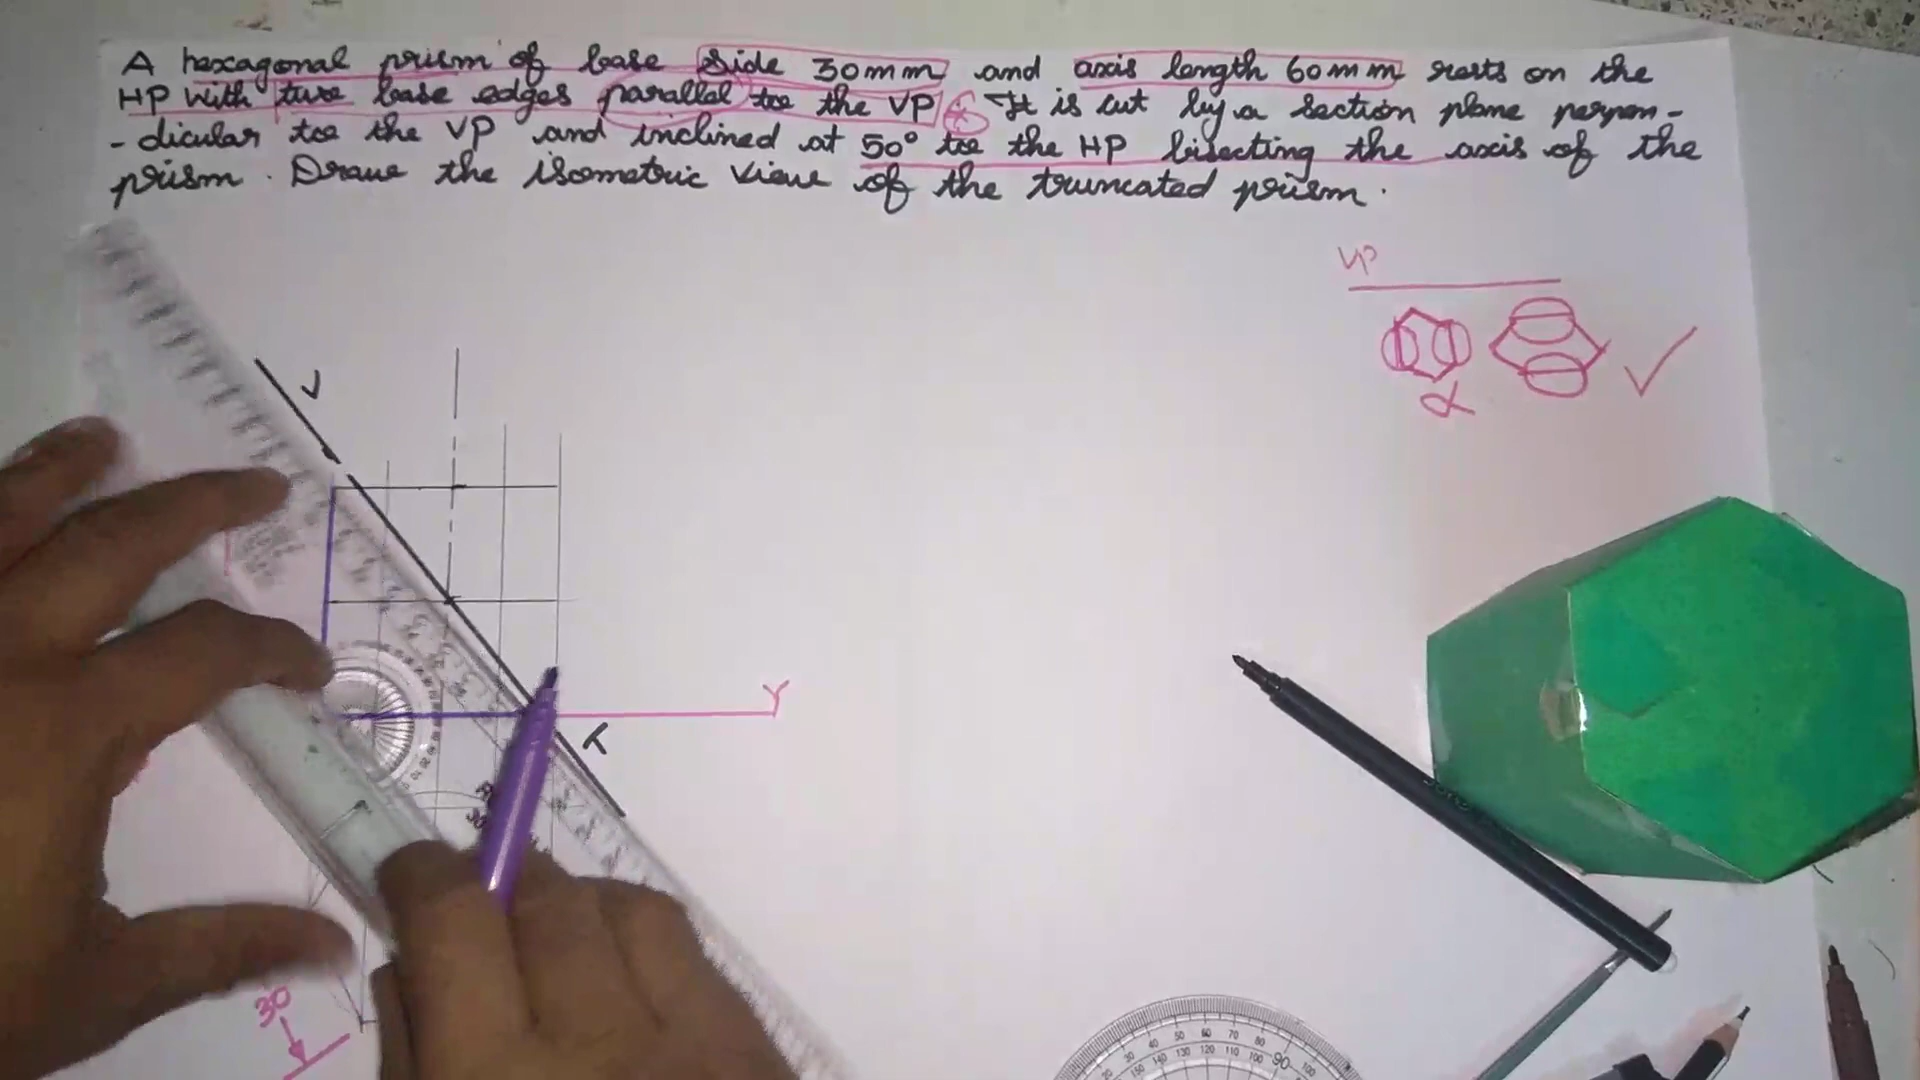 A hexagonal prism of base side 30mm and axis length 60mm rests on the
HP with two base edges parallel to the VP. It is cut by a section plane perpen-
-dicular to the VP and inclined at 50° to the HP bisecting the axis of the
prism. Draw the isometric view of the truncated prism.
VP
V
Y
T
30
30
90